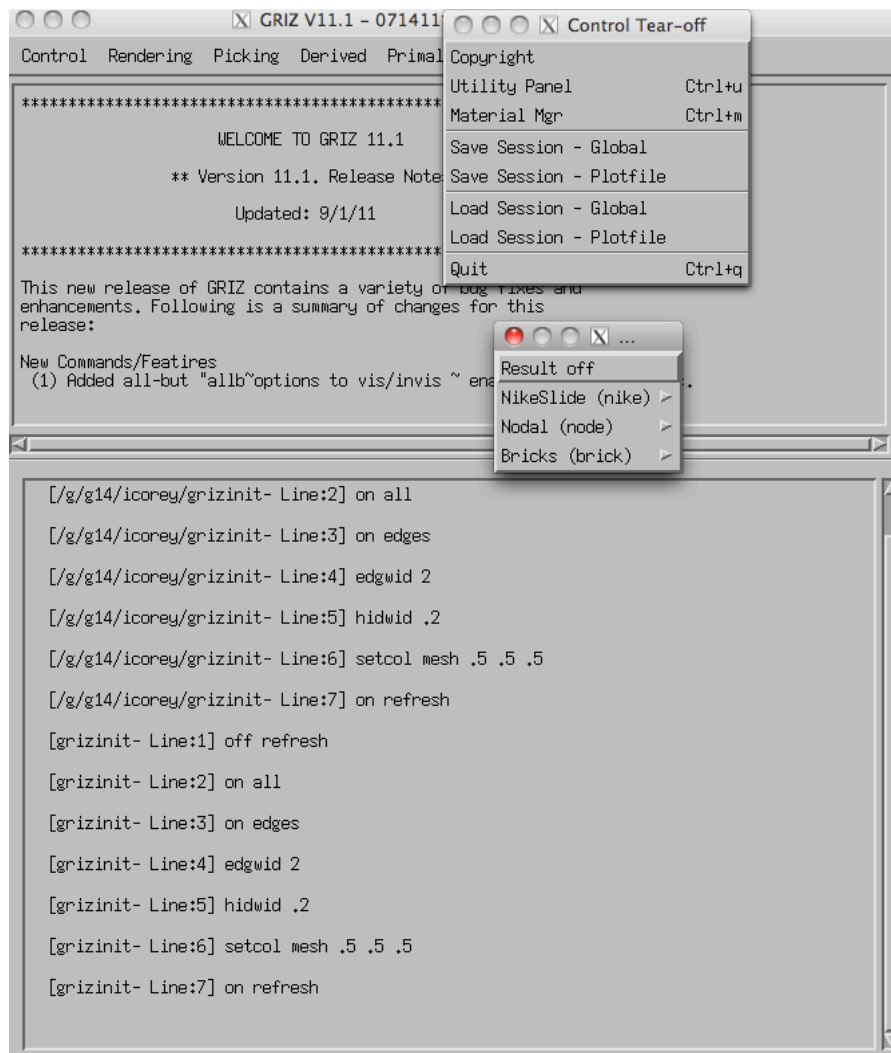 X GRIZ V11.1 - 071411
Control Rendering Picking Derived Primal
****************************************************
WELCOME TO GRIZ 11.1
** Version 11.1. Release Note
Updated: 9/1/11
****************************************************
This new release of GRIZ contains a variety of bug fixes and
enhancements. Following is a summary of changes for this
release:
New Commands/Featires
(1) Added all-but "allb~options to vis/invis ~ ena
X Control Tear-off
Copyright
Utility Panel Ctrl+u
Material Mgr Ctrl+m
Save Session - Global
Save Session - Plotfile
Load Session - Global
Load Session - Plotfile
Quit Ctrl+q
X ...
Result off
NikeSlide (nike)
Nodal (node)
Bricks (brick)
[/g/g14/icorey/grizinit- Line:2] on all
[/g/g14/icorey/grizinit- Line:3] on edges
[/g/g14/icorey/grizinit- Line:4] edgwid 2
[/g/g14/icorey/grizinit- Line:5] hidwid .2
[/g/g14/icorey/grizinit- Line:6] setcol mesh .5 .5 .5
[/g/g14/icorey/grizinit- Line:7] on refresh
[grizinit- Line:1] off refresh
[grizinit- Line:2] on all
[grizinit- Line:3] on edges
[grizinit- Line:4] edgwid 2
[grizinit- Line:5] hidwid .2
[grizinit- Line:6] setcol mesh .5 .5 .5
[grizinit- Line:7] on refresh